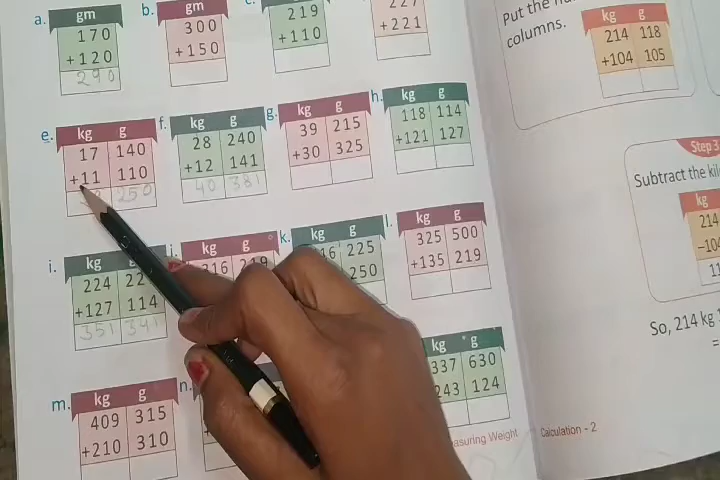 a. gm
170
+120
290
b. gm
300
+150
219
+110
+221
e. kg g
17 140
+11 110
250
f. kg g
28 240
+12 141
40 381
g. kg g
39 215
+30 325
h. kg g
118 114
+121 127
i. kg
224
+127 114
351 341
kg g
k. kg g
225
250
l. kg g
325 500
+135 219
m. kg g
409 315
+210 310
n.
kg g
337 630
243 124
Measuring Weight
Put the
columns.
kg g
214 118
+104 105
Step 3
Subtract the
kg
214
So, 214 kg
=
Calculation - 2